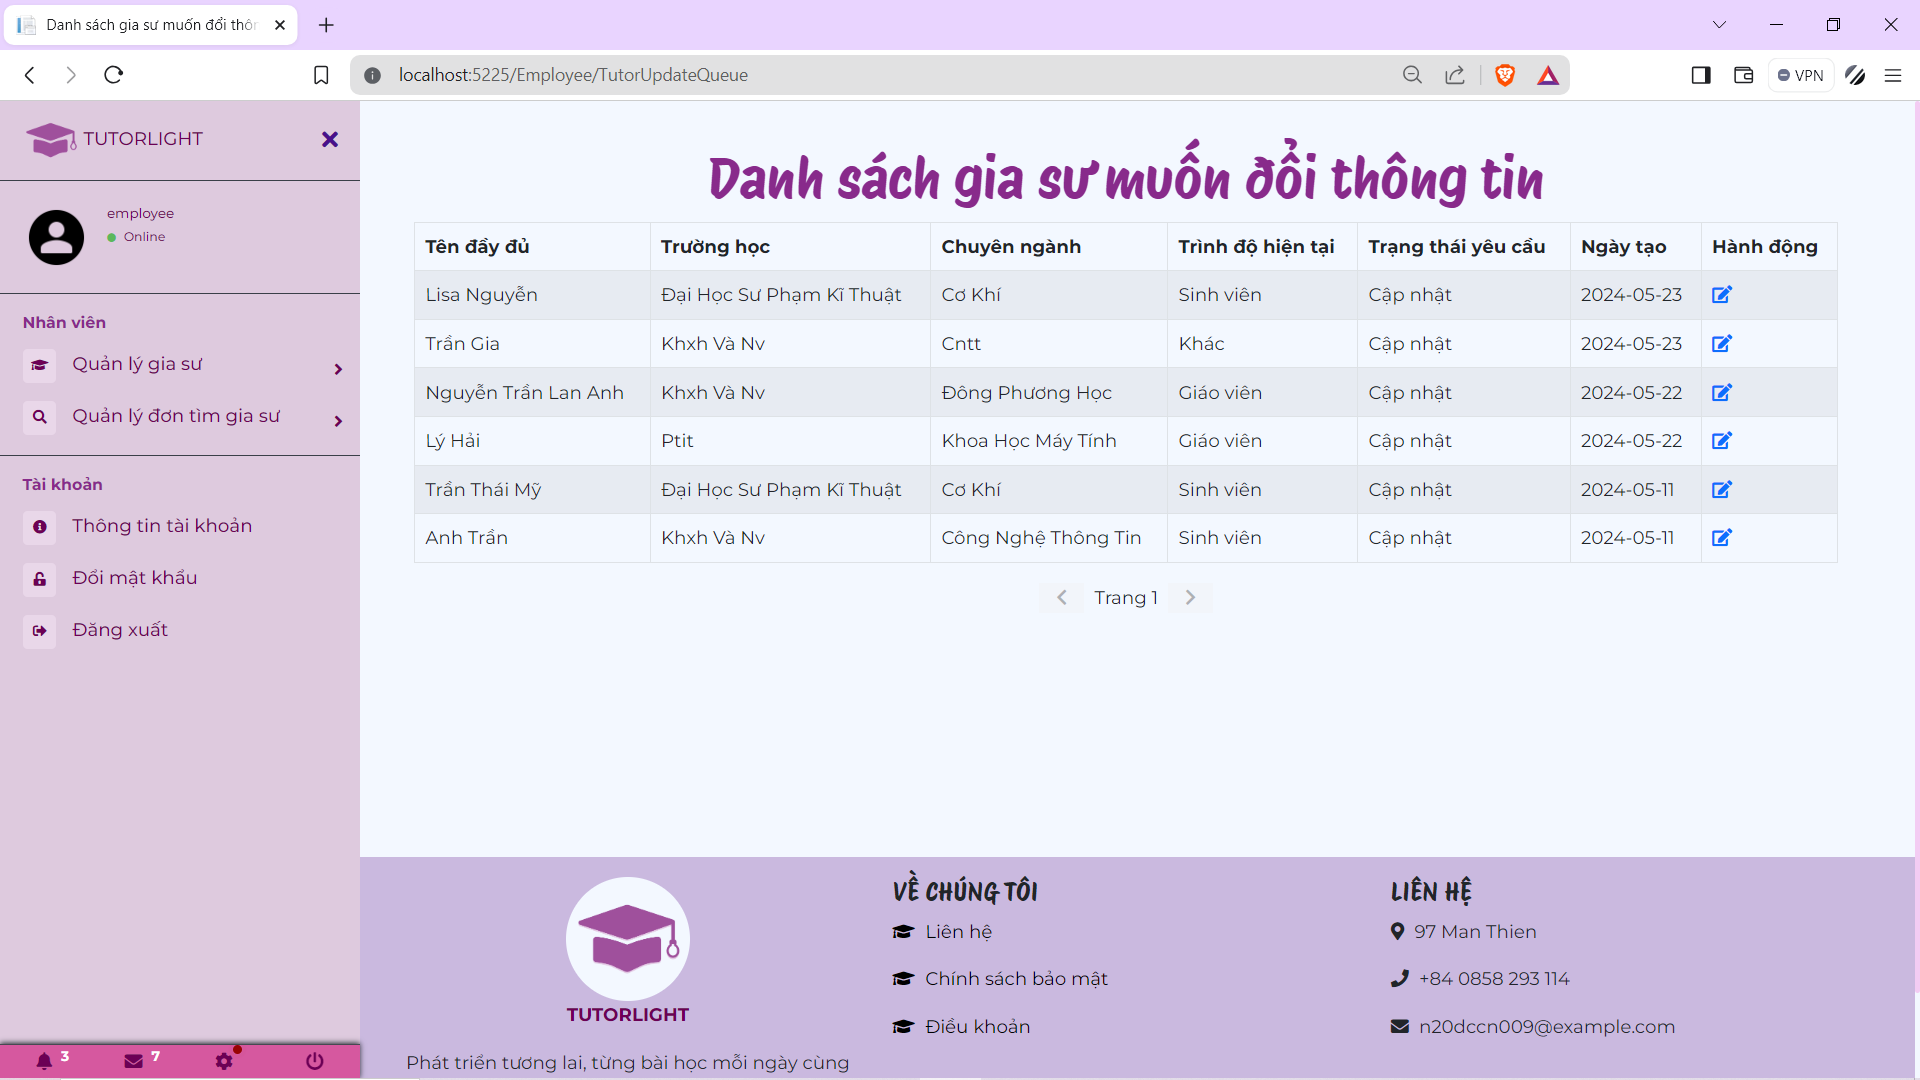 Danh sách gia sư muốn đổi thôn
localhost:5225/Employee/TutorUpdateQueue
VPN
TUTORLIGHT
employee
Online
Nhân viên
Quản lý gia sư
Quản lý đơn tìm gia sư
Tài khoản
Thông tin tài khoản
Đổi mật khẩu
Đăng xuất
3
7
Danh sách gia sư muốn đổi thông tin
Tên đầy đủ Trường học Chuyên ngành Trình độ hiện tại Trạng thái yêu cầu Ngày tạo Hành động
Lisa Nguyễn Đại Học Sư Phạm Kĩ Thuật Cơ Khí Sinh viên Cập nhật 2024-05-23
Trần Gia Khxh Và Nv Cntt Khác Cập nhật 2024-05-23
Nguyễn Trần Lan Anh Khxh Và Nv Đông Phương Học Giáo viên Cập nhật 2024-05-22
Lý Hải Ptit Khoa Học Máy Tính Giáo viên Cập nhật 2024-05-22
Trần Thái Mỹ Đại Học Sư Phạm Kĩ Thuật Cơ Khí Sinh viên Cập nhật 2024-05-11
Anh Trần Khxh Và Nv Công Nghệ Thông Tin Sinh viên Cập nhật 2024-05-11
Trang 1
TUTORLIGHT
Phát triển tương lai, từng bài học mỗi ngày cùng
VỀ CHÚNG TÔI
Liên hệ
Chính sách bảo mật
Điều khoản
LIÊN HỆ
97 Man Thien
+84 0858 293 114
n20dccn009@example.com